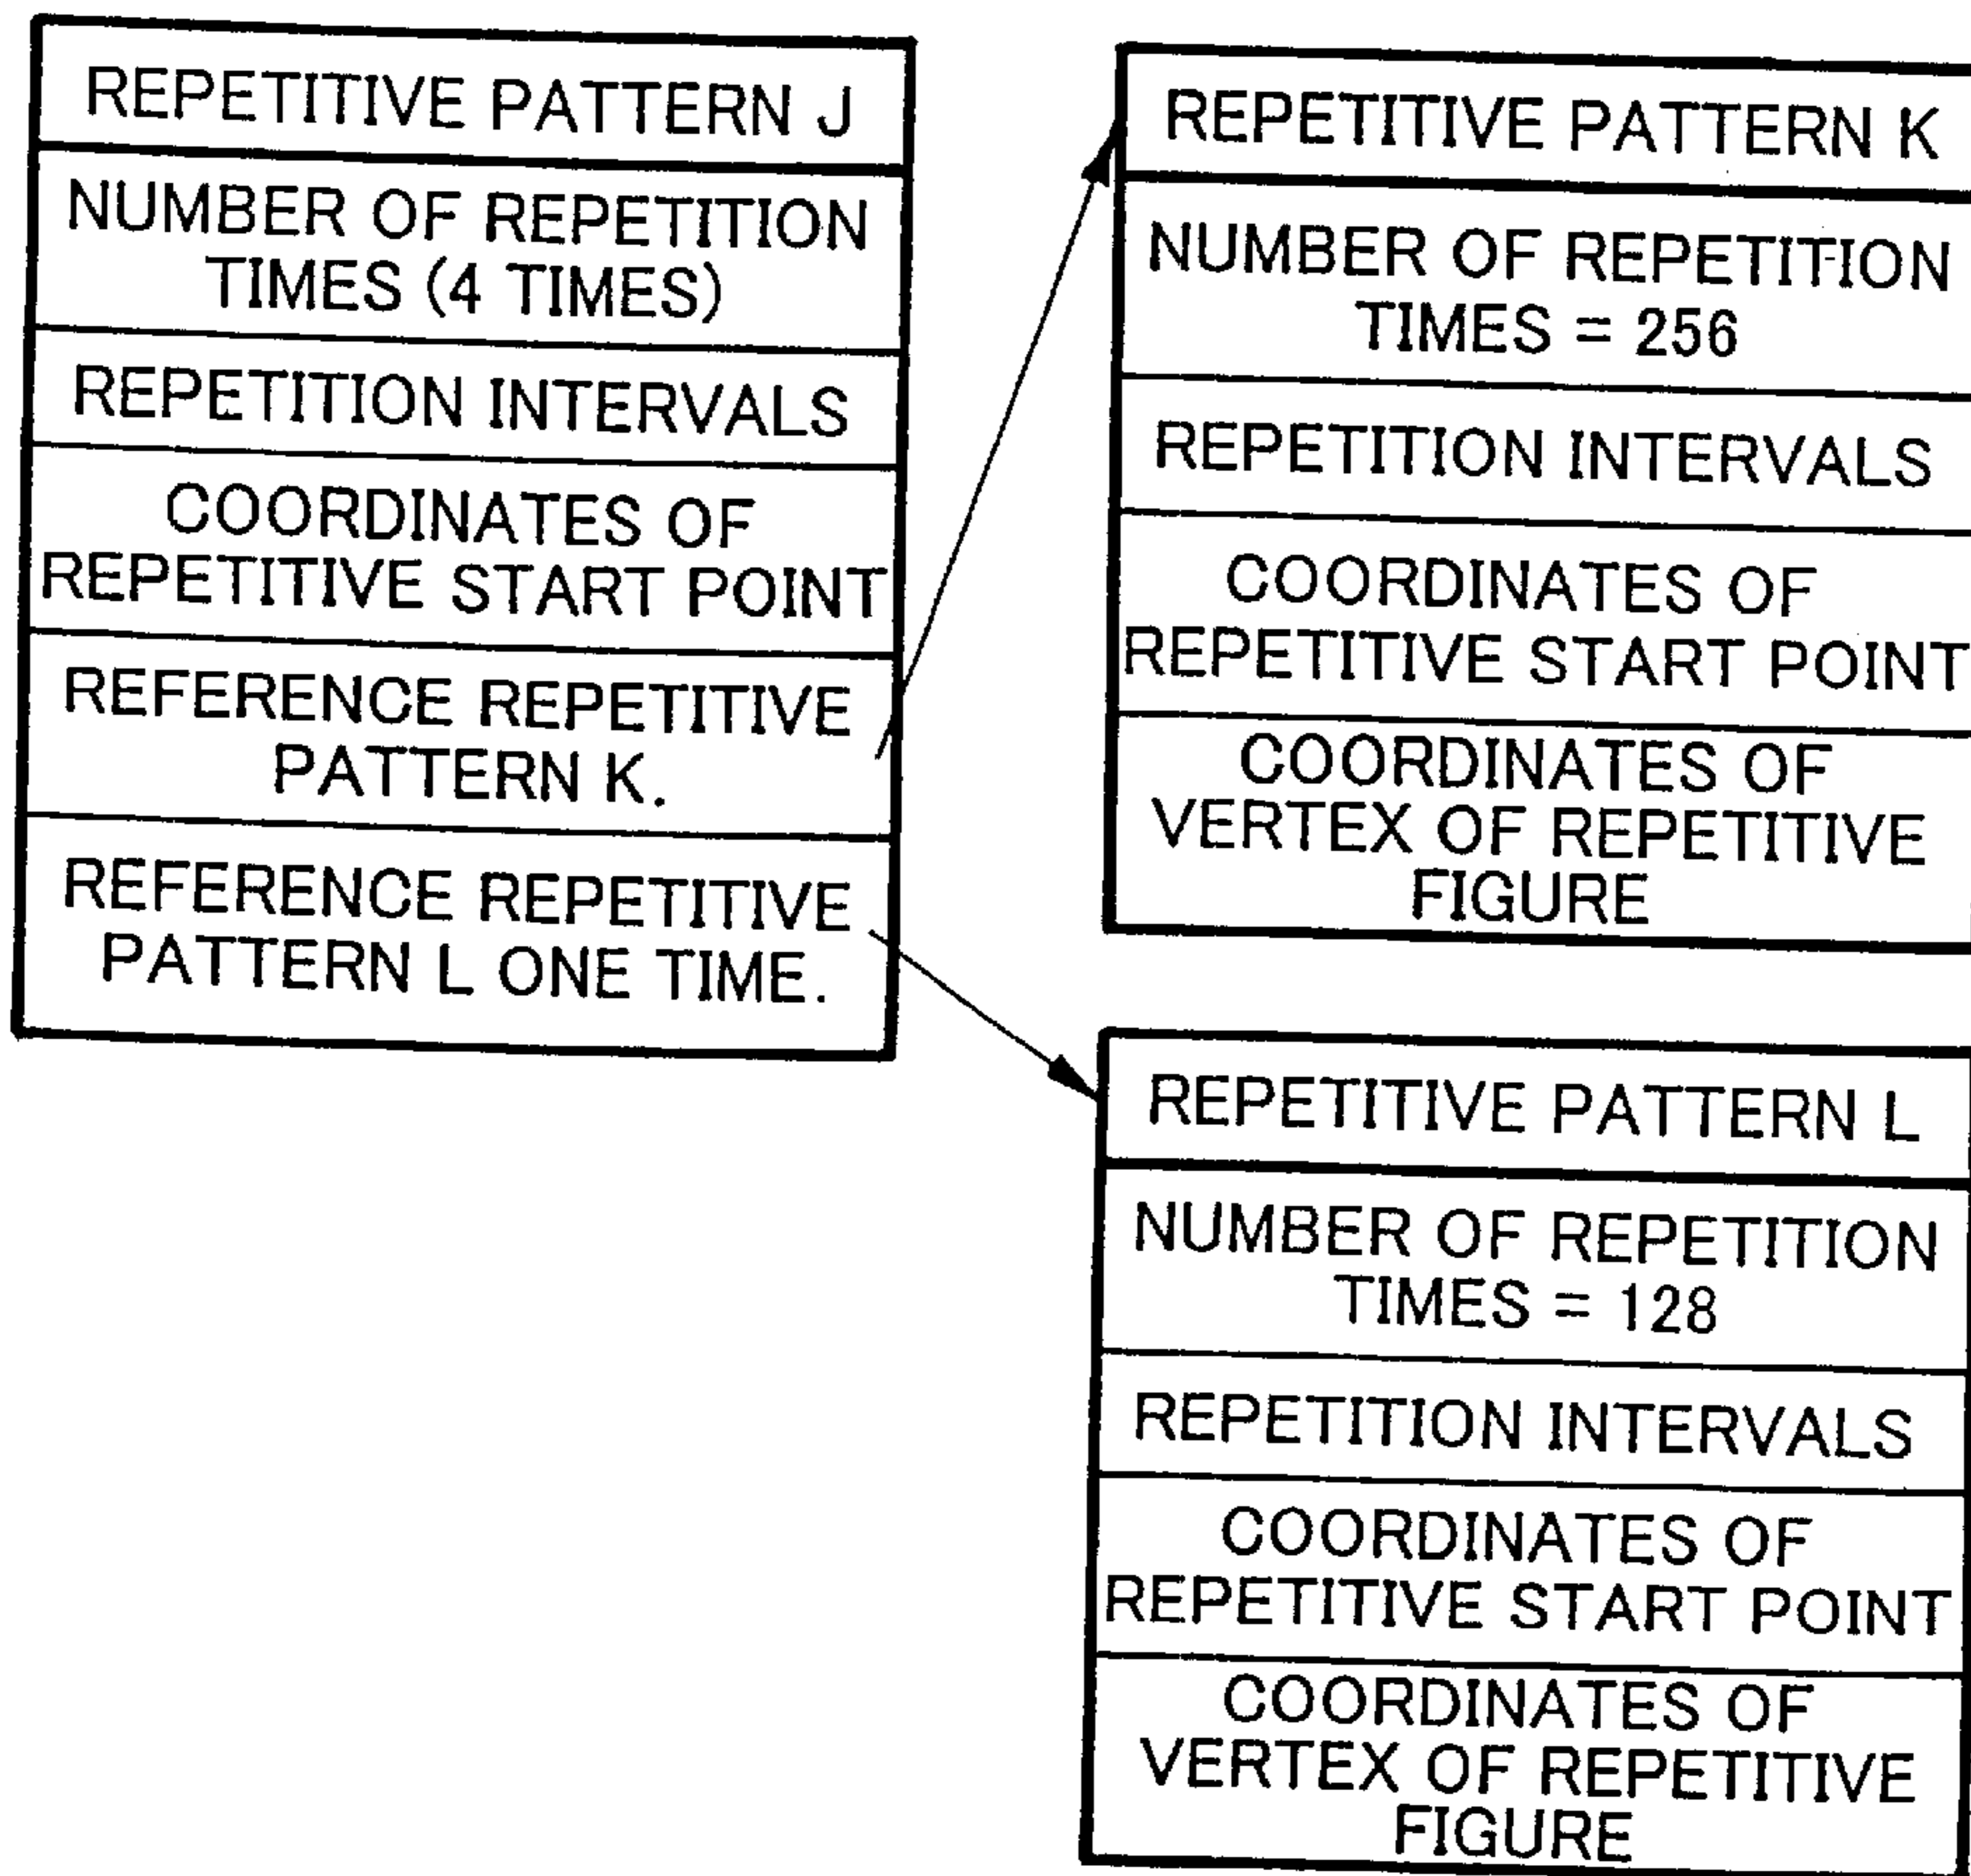 REPETITIVE PATTERN J
NUMBER OF REPETITION
TIMES (4 TIMES)
REPETITION INTERVALS
COORDINATES OF
REPETITIVE START POINT
REFERENCE REPETITIVE
PATTERN K.
REFERENCE REPETITIVE
PATTERN L ONE TIME.
REPETITIVE PATTERN K
NUMBER OF REPETITION
TIMES = 256
REPETITION INTERVALS
COORDINATES OF
REPETITIVE START POINT
COORDINATES OF
VERTEX OF REPETITIVE
FIGURE
REPETITIVE PATTERN L
NUMBER OF REPETITION
TIMES = 128
REPETITION INTERVALS
COORDINATES OF
REPETITIVE START POINT
COORDINATES OF
VERTEX OF REPETITIVE
FIGURE